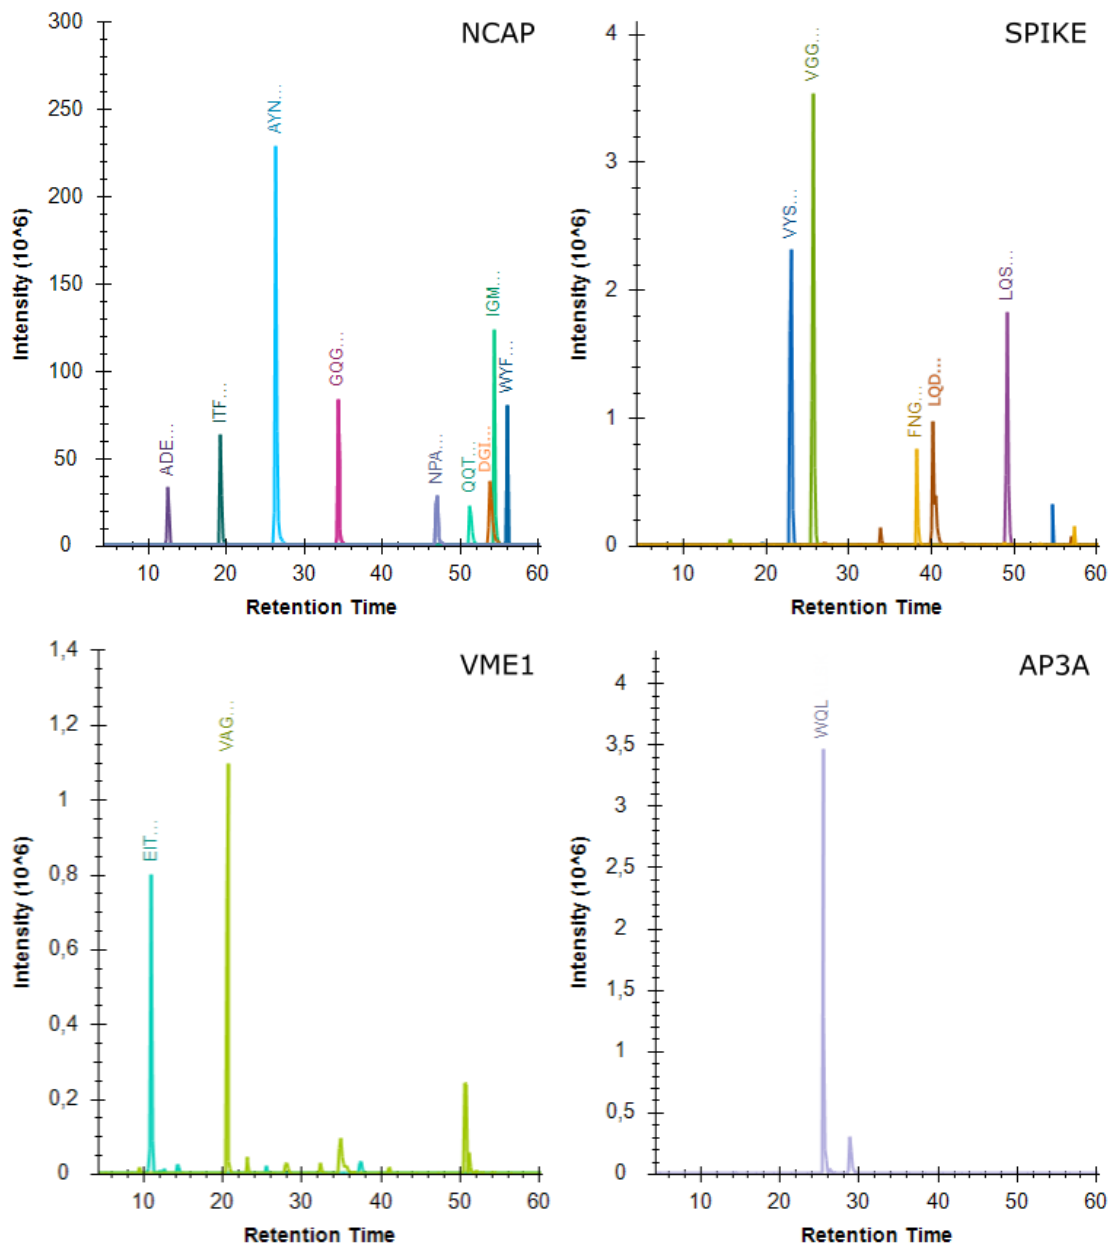 NCAP
300
250
200
150
100
50
0
Intensity (10^6)
ADE...
ITF...
AYN...
GQG...
NPA...
QQT...
DGI...
IGM...
WYF...
10 20 30 40 50 60
Retention Time
SPIKE
4
3
2
1
0
Intensity (10^6)
VYS...
VGG...
FNG...
LQD...
LQS...
10 20 30 40 50 60
Retention Time
VME1
1,4
1,2
1
0,8
0,6
0,4
0,2
0
Intensity (10^6)
EIT...
VAG...
10 20 30 40 50 60
Retention Time
AP3A
4
3,5
3
2,5
2
1,5
1
0,5
0
Intensity (10^6)
WQL
10 20 30 40 50 60
Retention Time